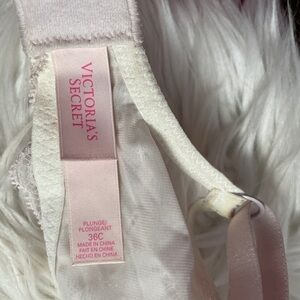 VICTORIA'S
SECRET
PLUNGE/
PLONGEANT
36C
MADE IN CHINA
FAIT EN CHINE
HECHO EN CHINA